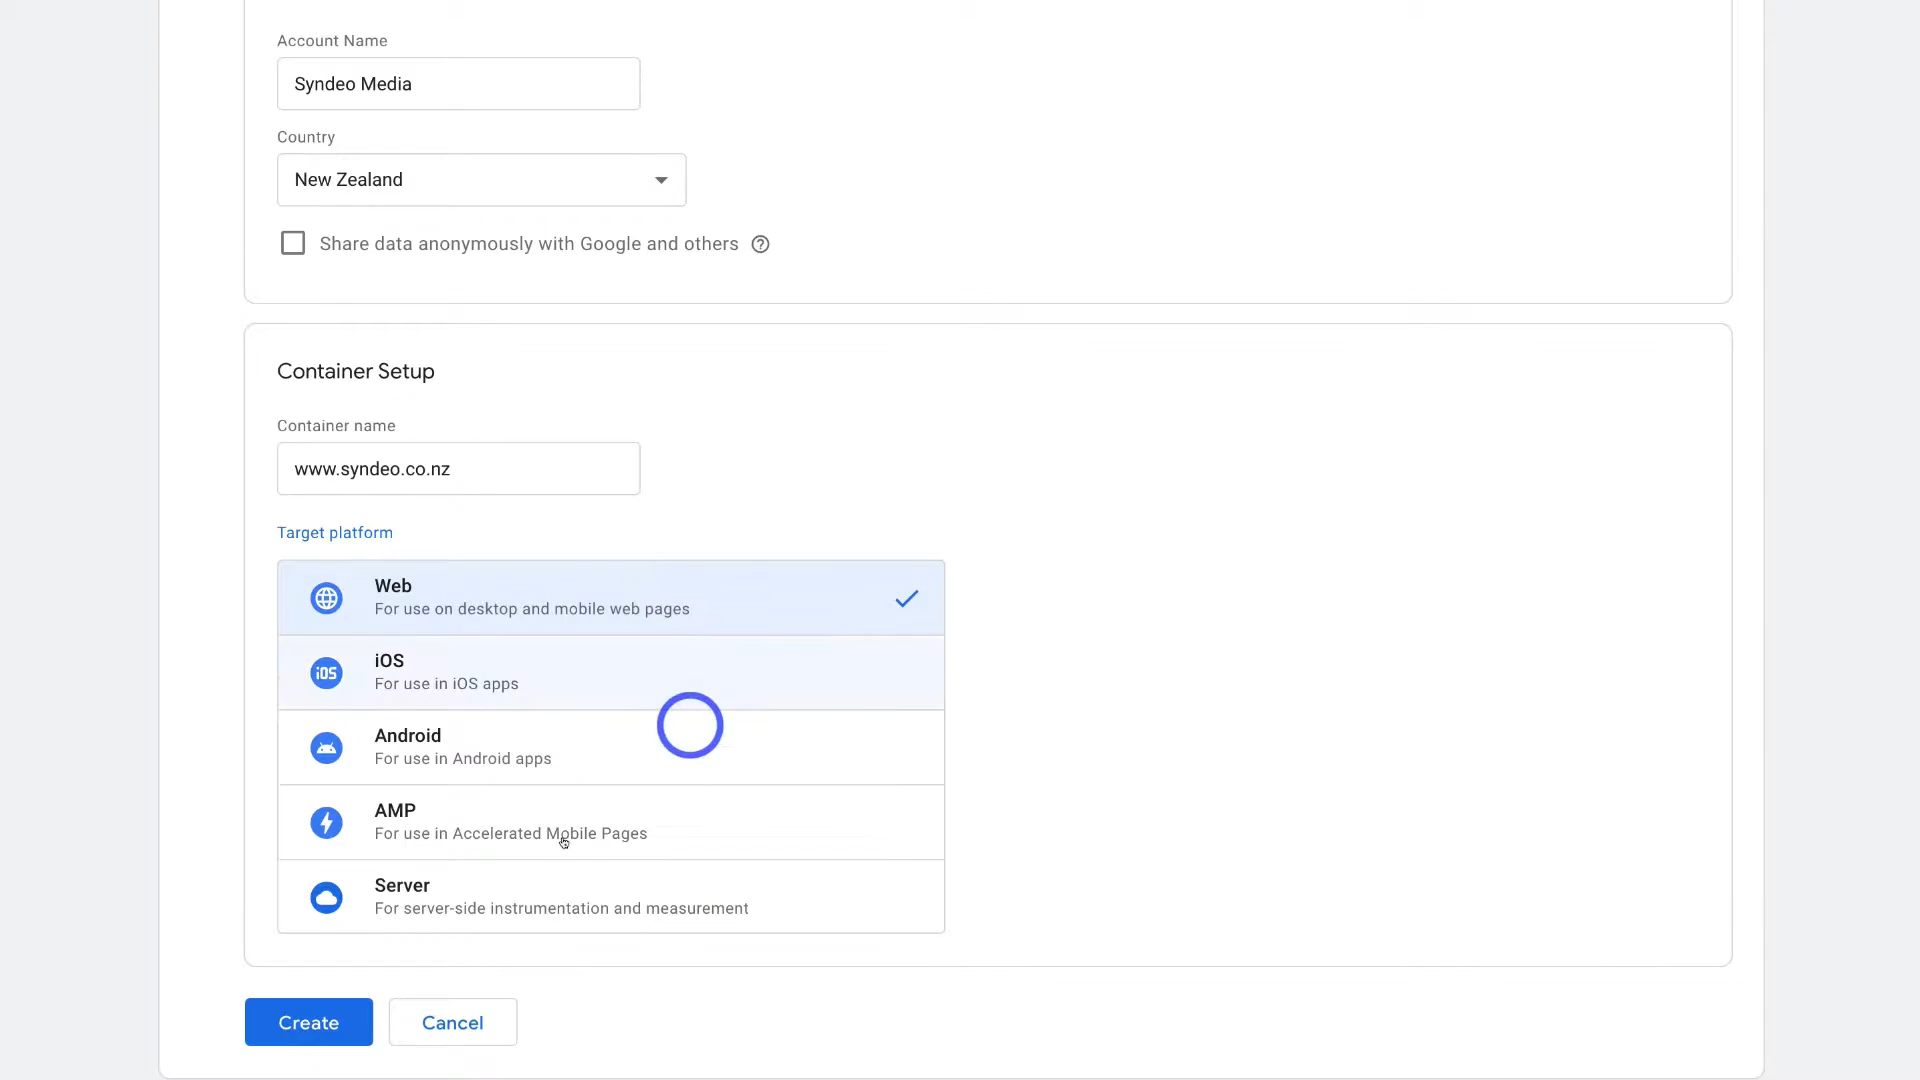 Account Name
Syndeo Media
Country
New Zealand
Share data anonymously with Google and others
Container Setup
Container name
www.syndeo.co.nz
Target platform
Web
For use on desktop and mobile web pages
iOS
iOS
For use in iOS apps
Android
For use in Android apps
AMP
For use in Accelerated Mobile Pages
Server
For server-side instrumentation and measurement
Create Cancel